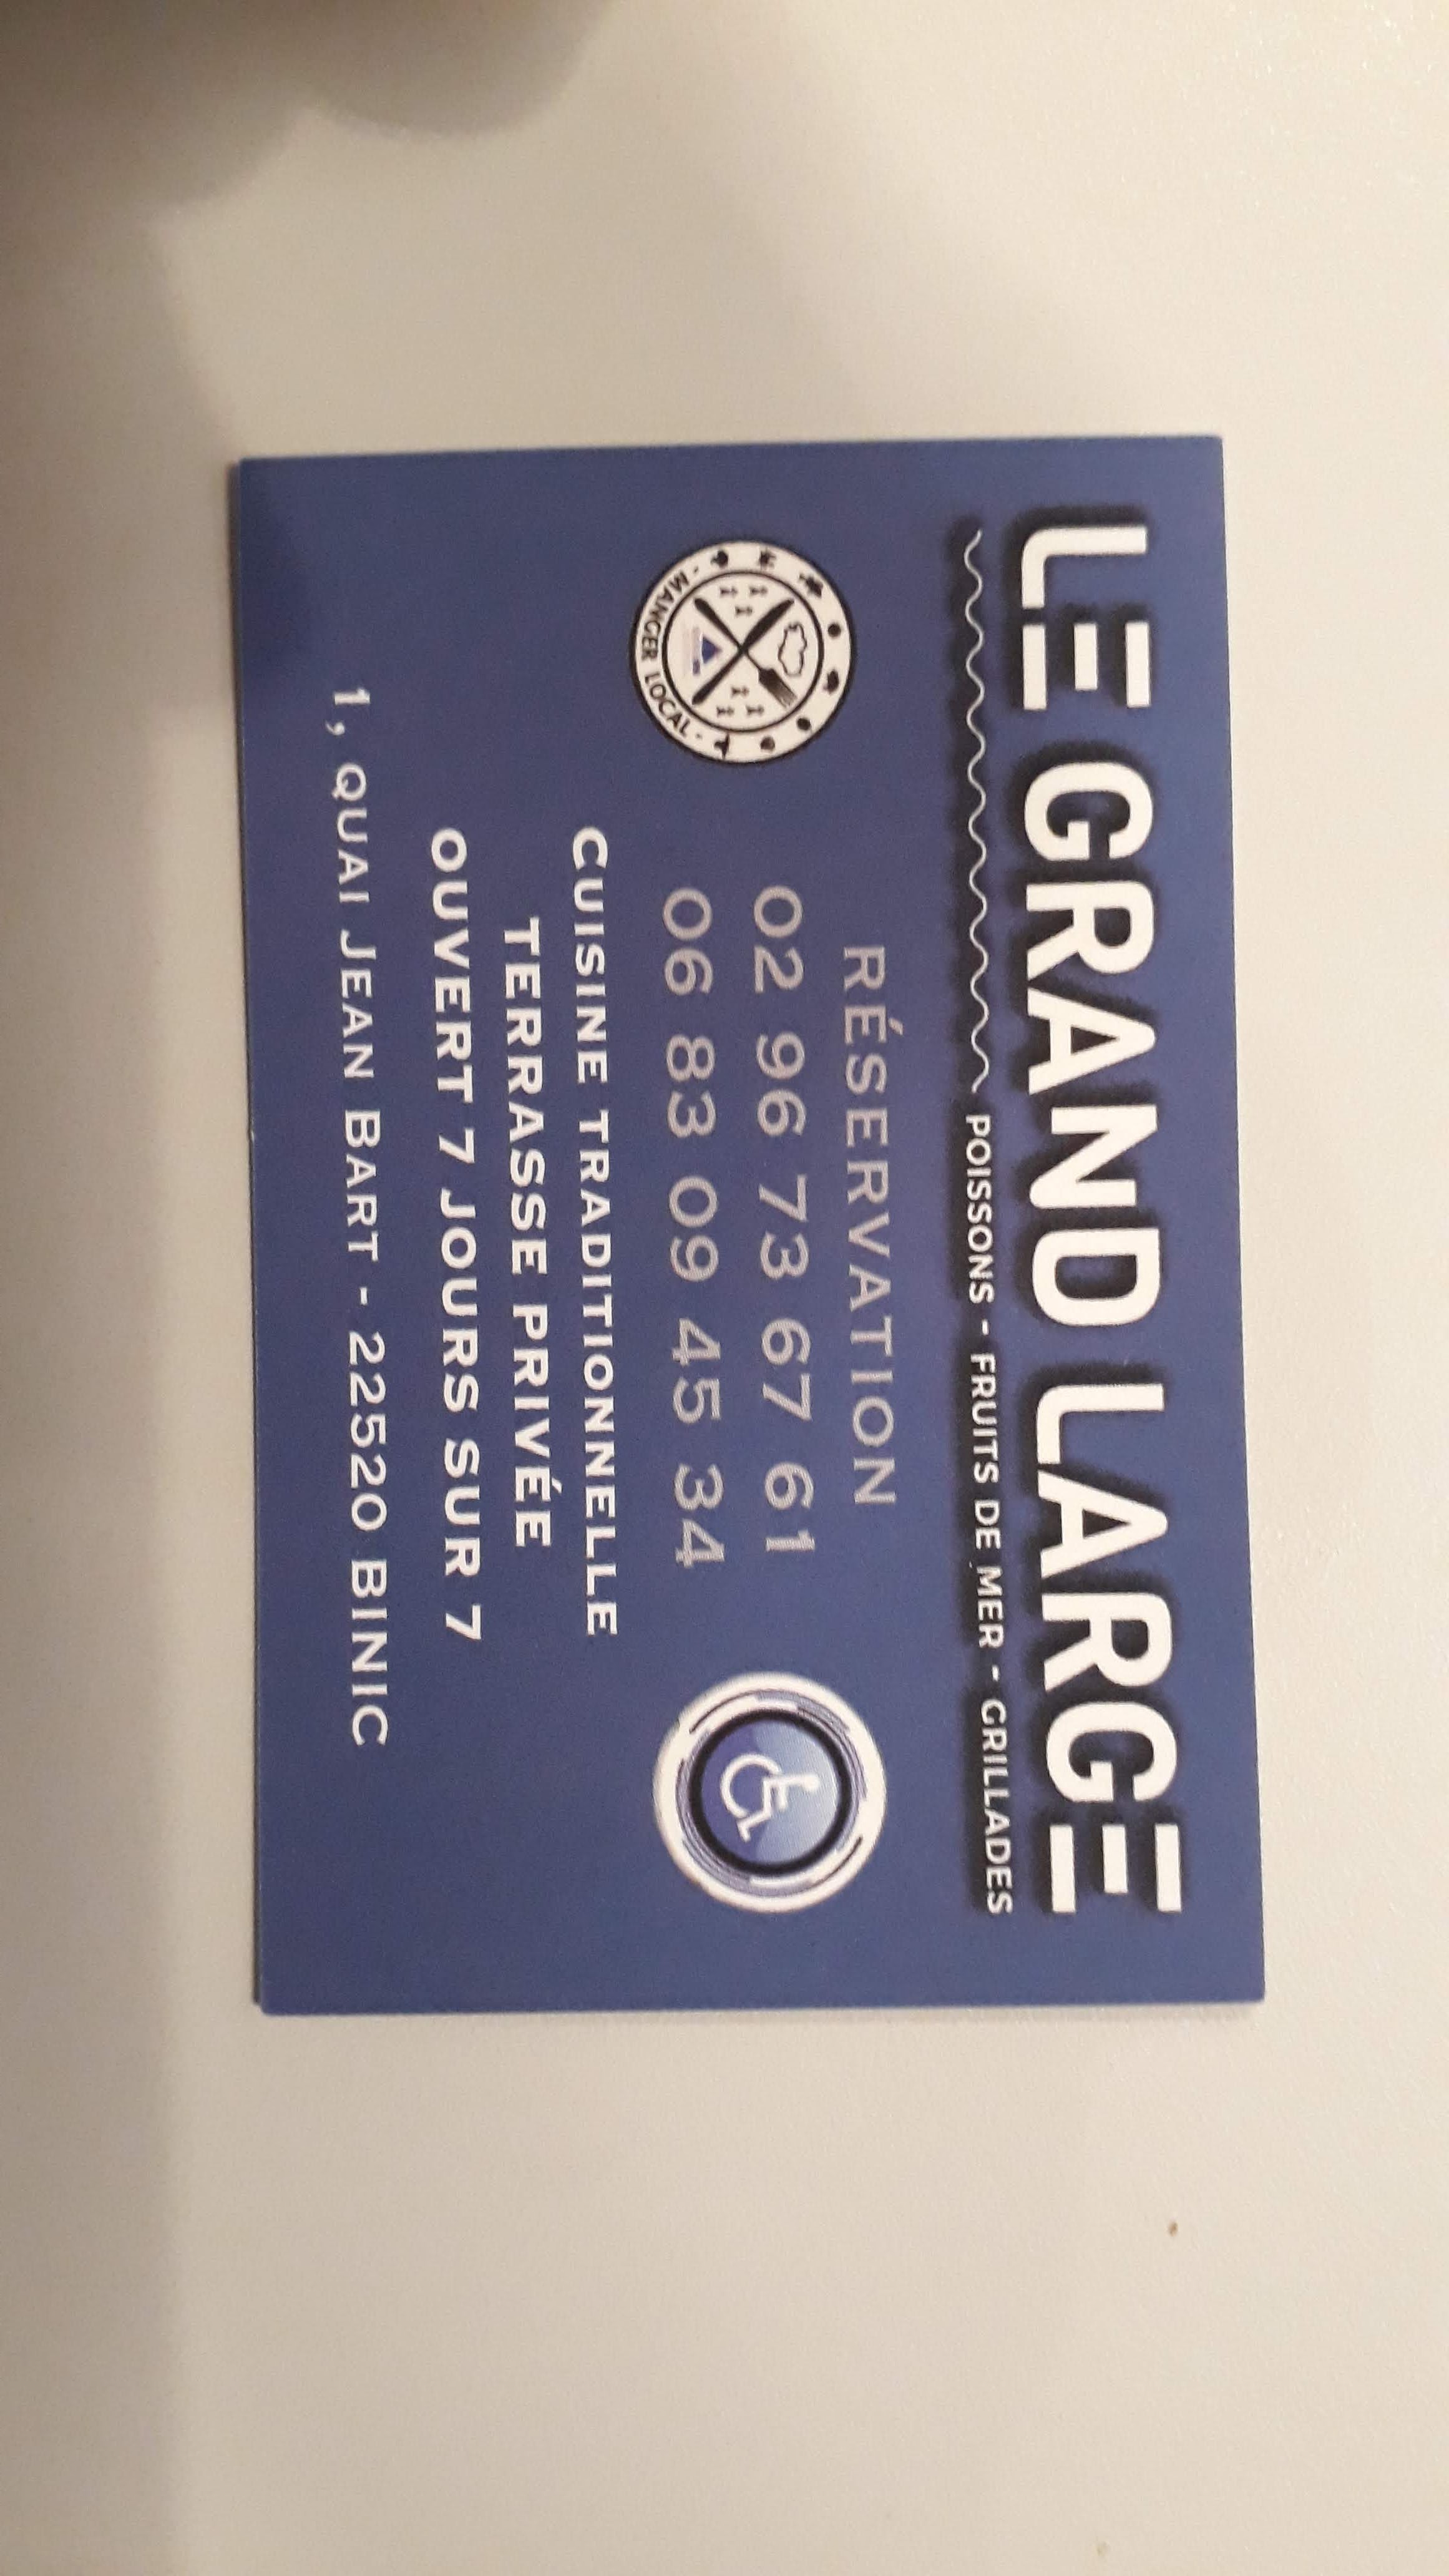 LE GRAND LARGE
POISSONS - FRUITS DE MER - GRILLADES
RÉSERVATION
02 96 73 67 61
06 83 09 45 34
- MANGER LOCAL -
CUISINE TRADITIONNELLE
TERRASSE PRIVÉE
OUVERT 7 JOURS SUR 7
1, QUAI JEAN BART - 22520 BINIC